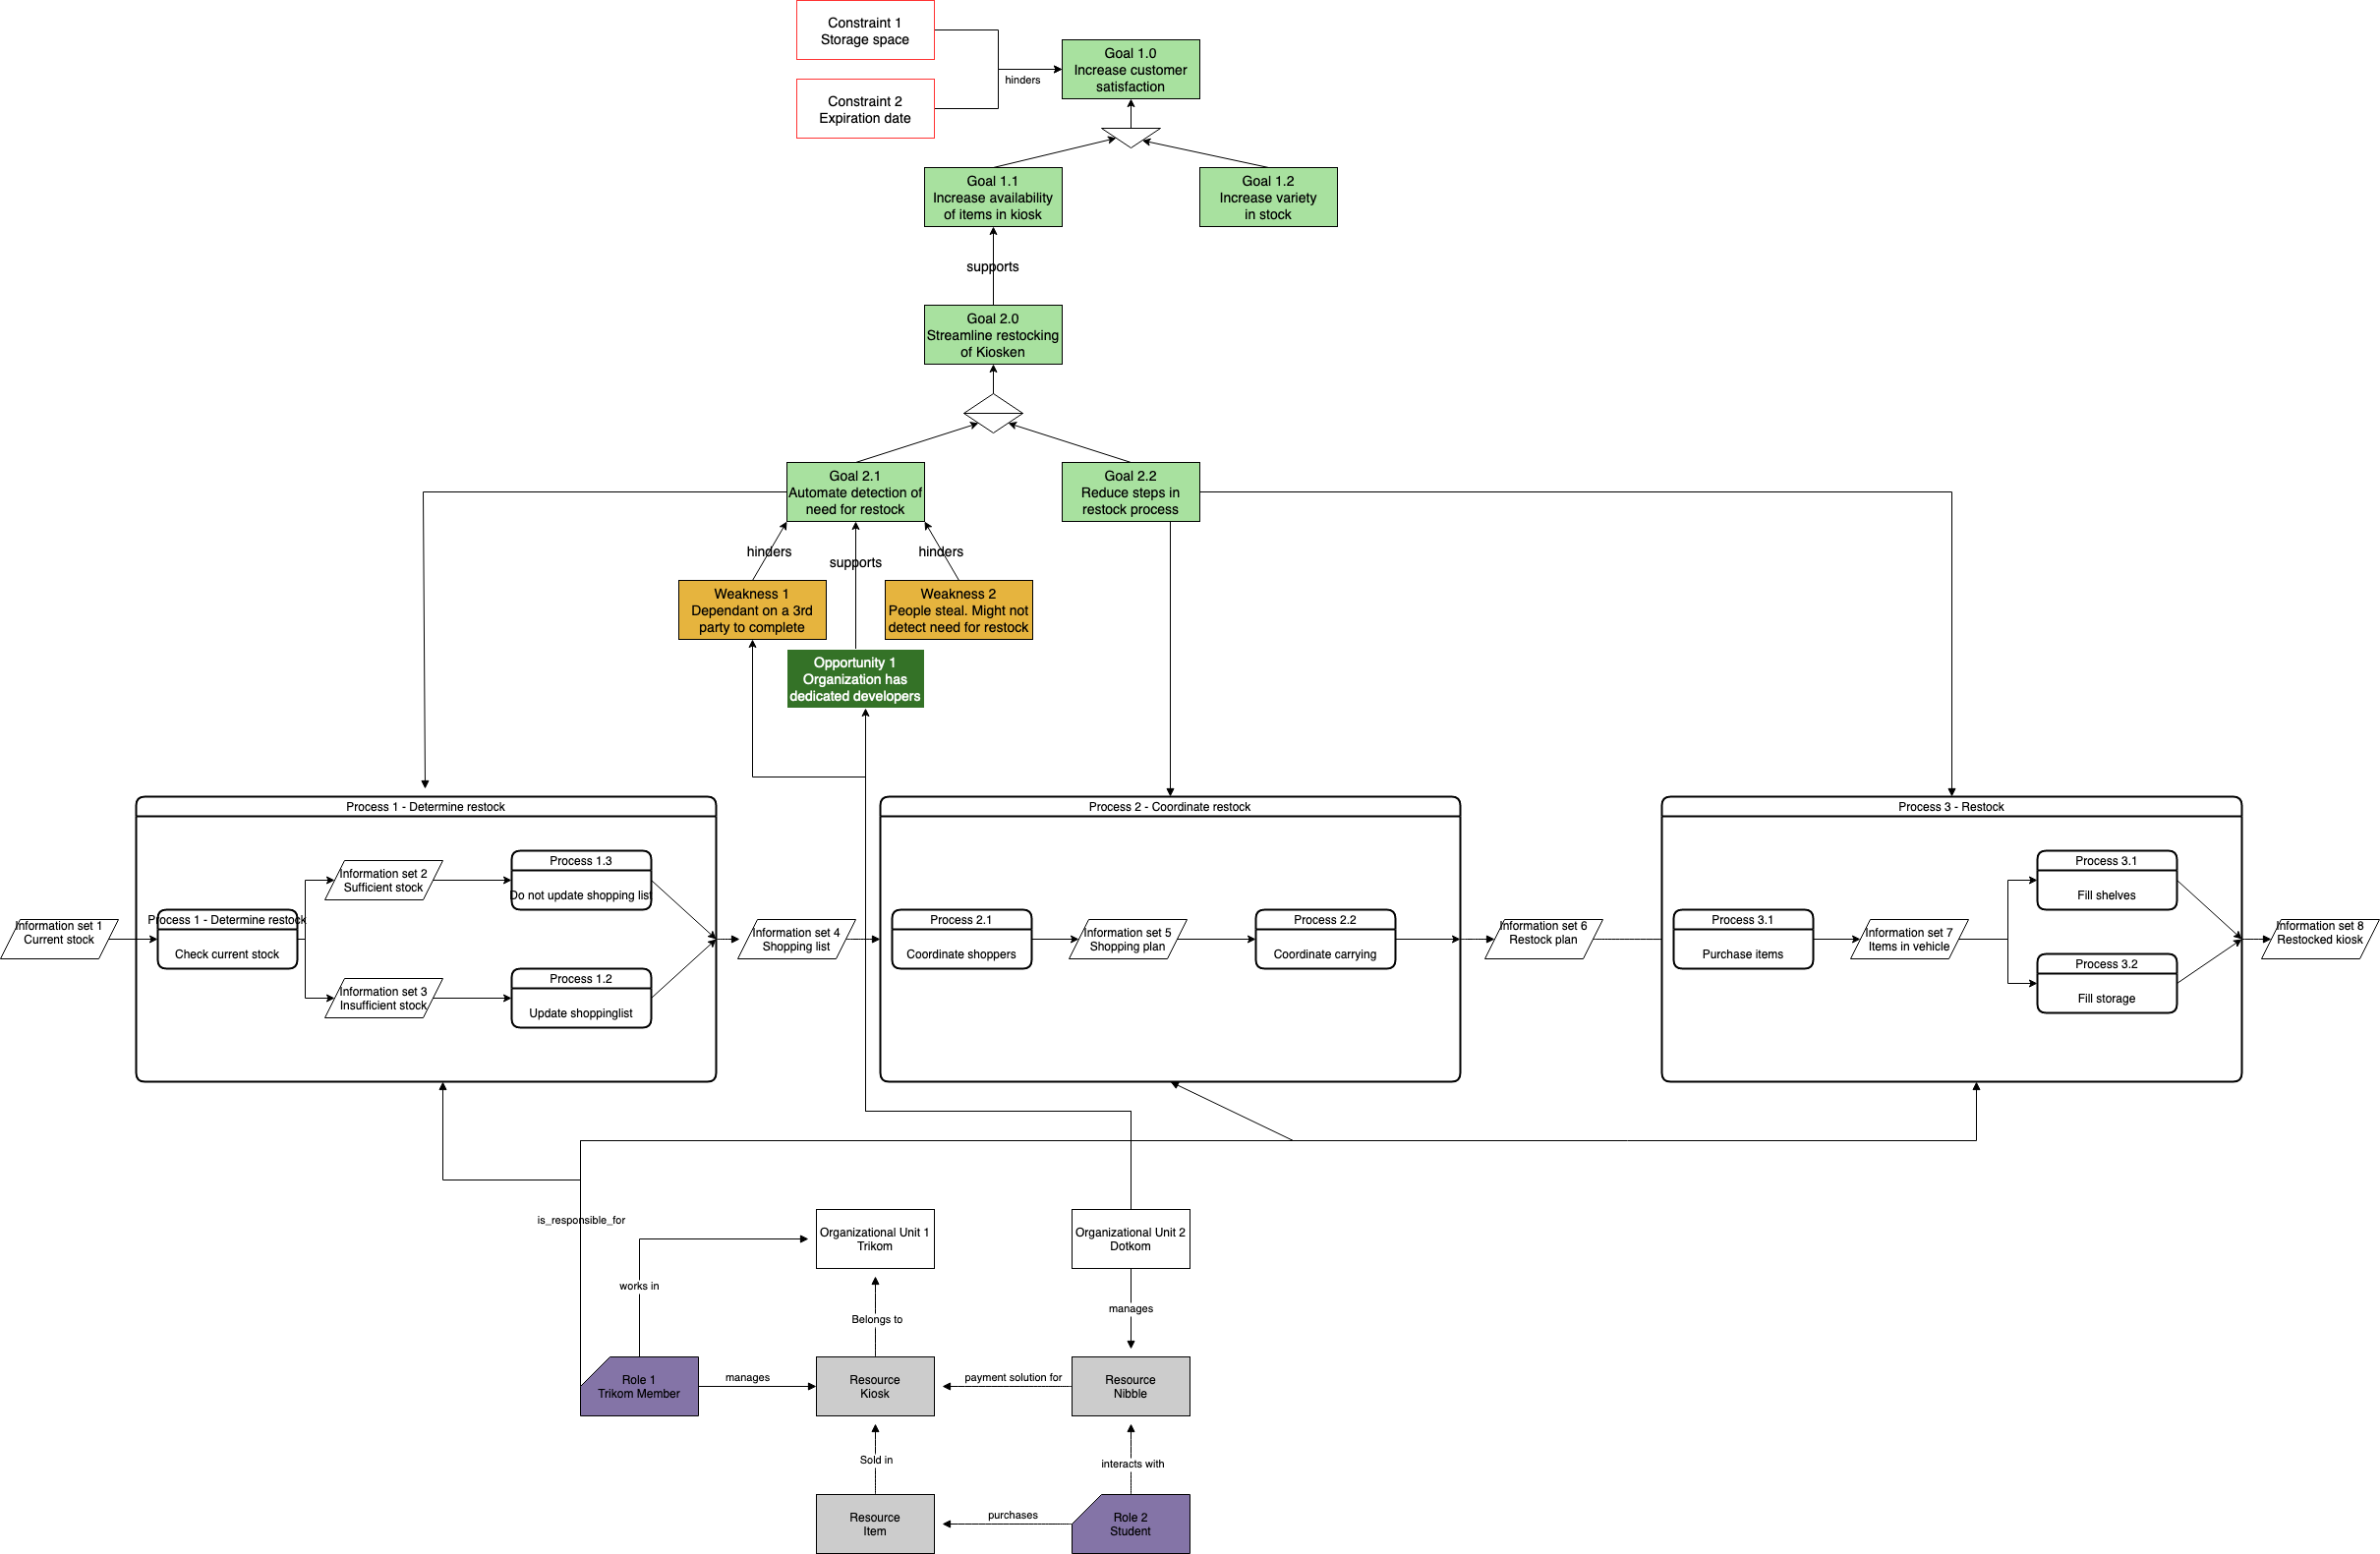 Constraint 1
Storage space
Goal 1.0
Increase customer
satisfaction
hinders
Constraint 2
Expiration date
Goal 1.1
Increase availability
of items in kiosk
Goal 1.2
Increase variety
in stock
supports
Goal 2.0
Streamline restocking
of Kiosken
Goal 2.1
Automate detection of
need for restock
Goal 2.2
Reduce steps in
restock process
hinders
supports
hinders
Weakness 1
Dependant on a 3rd
party to complete
Weakness 2
People steal. Might not
detect need for restock
Opportunity 1
Organization has
dedicated developers
Process 1 - Determine restock
Process 2 - Coordinate restock
Process 3 - Restock
Information set 1
Current stock
Process 1 - Determine restock
Check current stock
Information set 2
Sufficient stock
Process 1.3
Do not update shopping list
Information set 3
Insufficient stock
Process 1.2
Update shoppinglist
Information set 4
Shopping list
Process 2.1
Coordinate shoppers
Information set 5
Shopping plan
Process 2.2
Coordinate carrying
Information set 6
Restock plan
Process 3.1
Purchase items
Information set 7
Items in vehicle
Process 3.1
Fill shelves
Process 3.2
Fill storage
Information set 8
Restocked kiosk
is_responsible_for
Organizational Unit 1
Trikom
Organizational Unit 2
Dotkom
works in
Belongs to
manages
Role 1
Trikom Member
manages
Resource
Kiosk
payment solution for
Resource
Nibble
Sold in
interacts with
Resource
Item
purchases
Role 2
Student